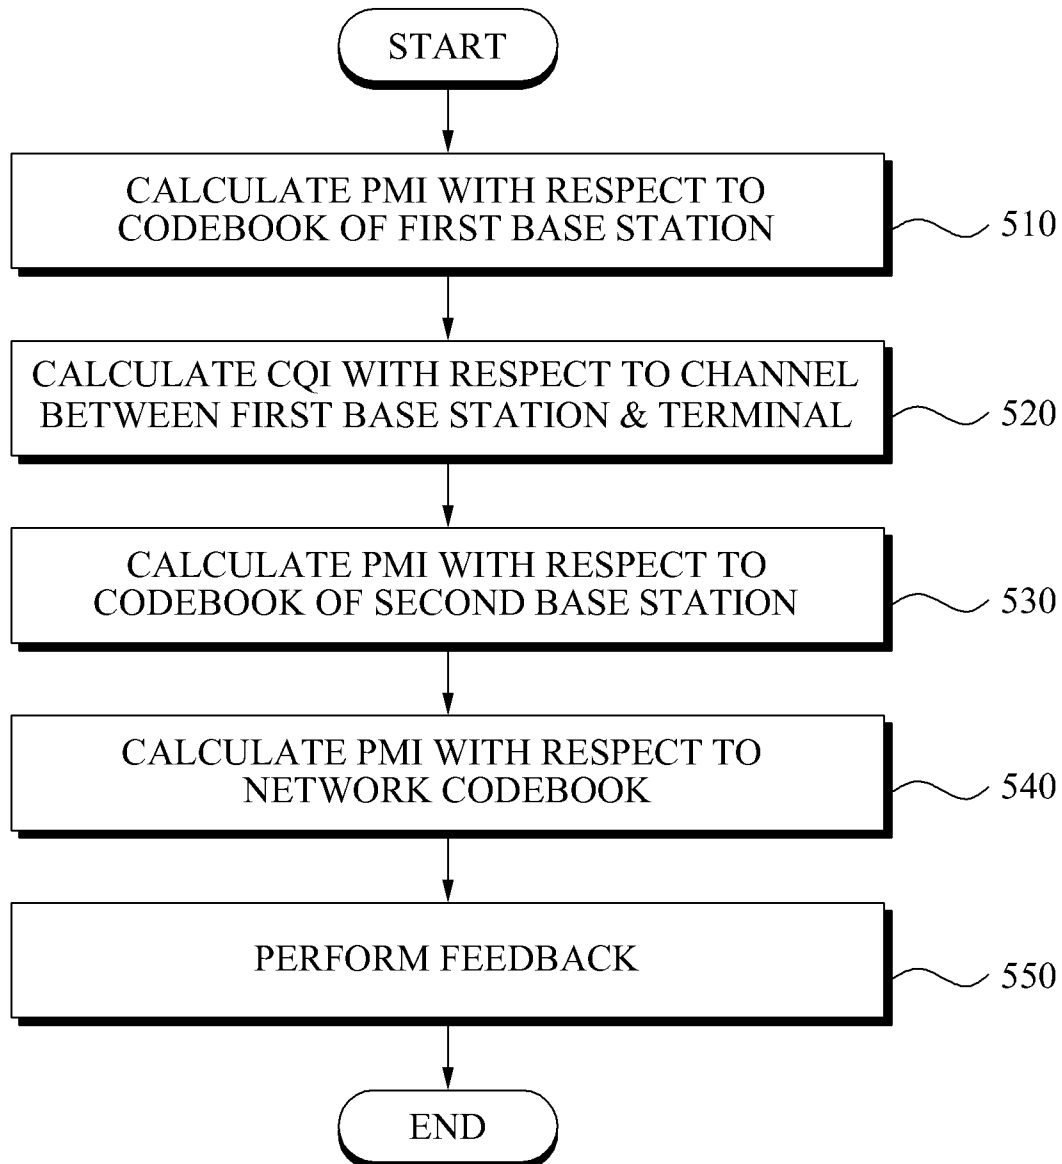 START
CALCULATE PMI WITH RESPECT TO
CODEBOOK OF FIRST BASE STATION
510
CALCULATE CQI WITH RESPECT TO CHANNEL
BETWEEN FIRST BASE STATION & TERMINAL
520
CALCULATE PMI WITH RESPECT TO
CODEBOOK OF SECOND BASE STATION
530
CALCULATE PMI WITH RESPECT TO
NETWORK CODEBOOK
540
PERFORM FEEDBACK
550
END